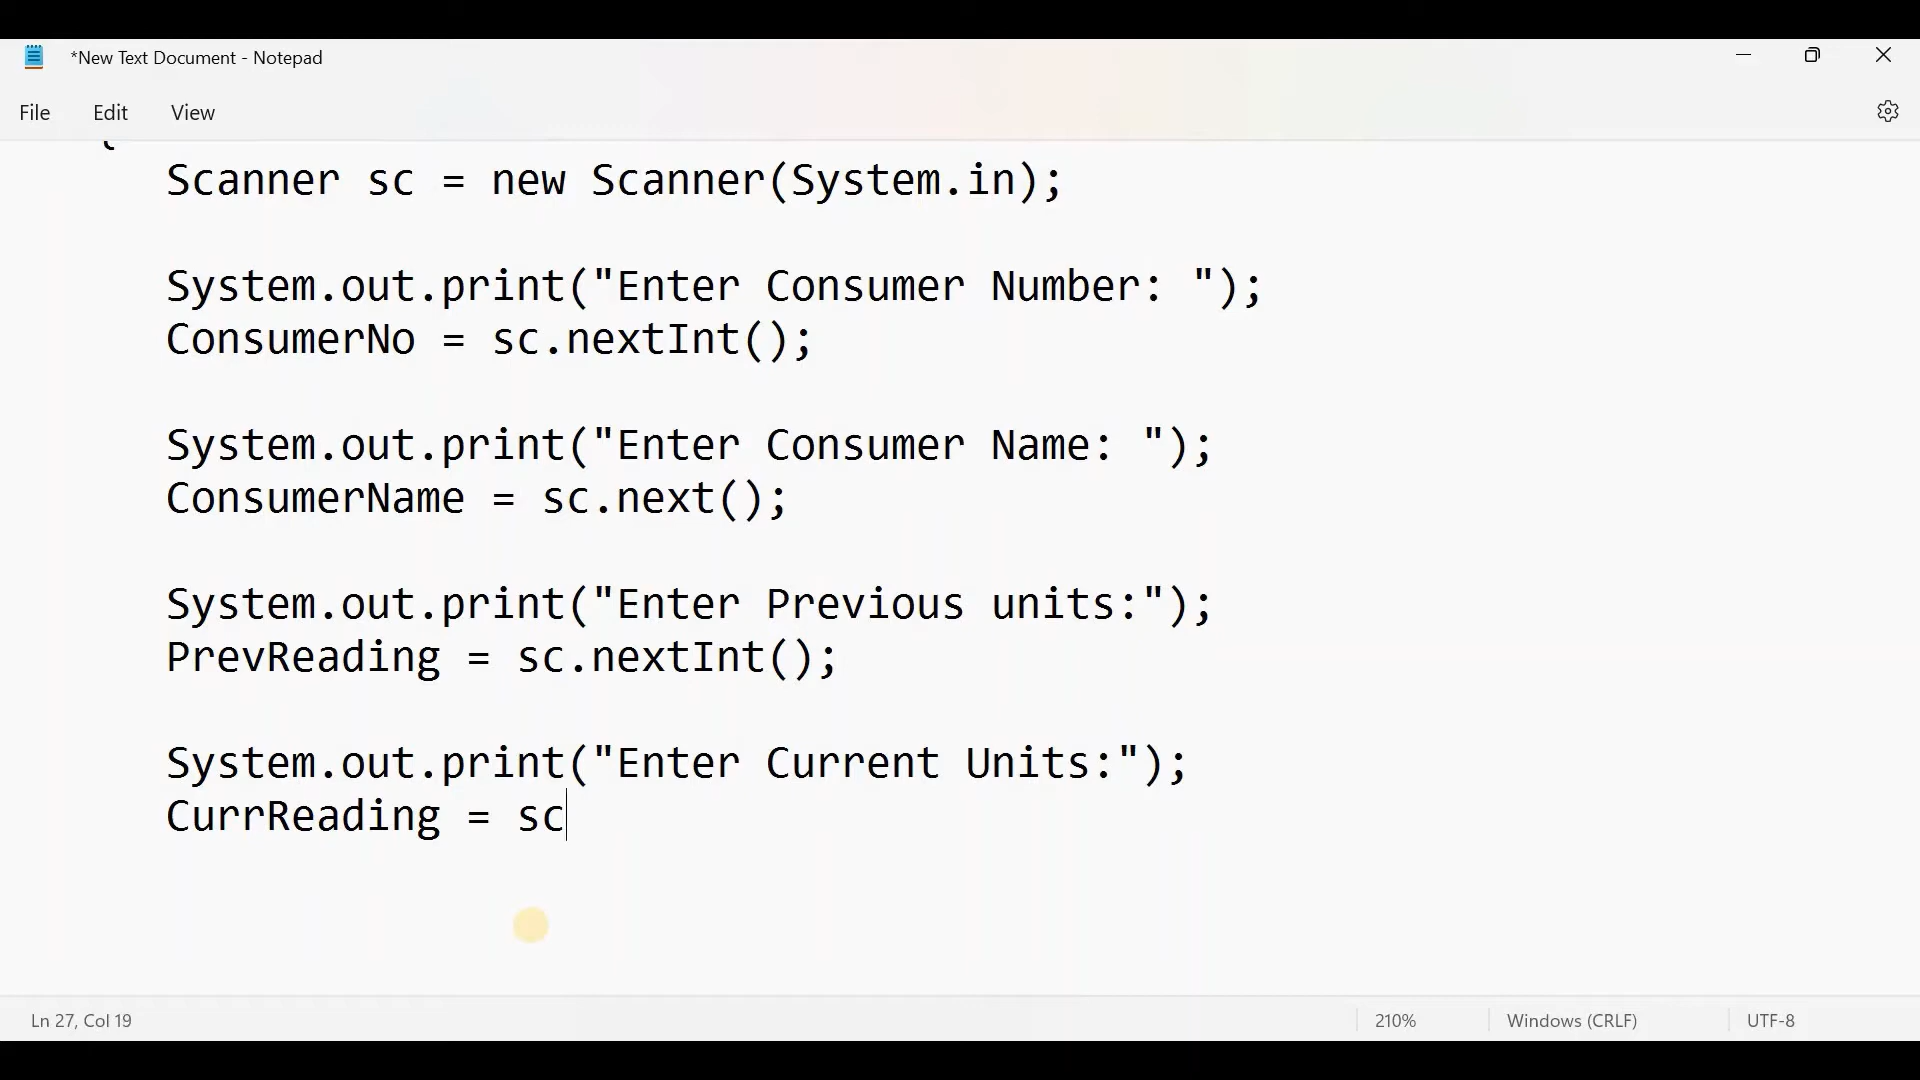 *New Text Document - Notepad
File Edit View
Scanner sc = new Scanner(System.in);
System.out.print("Enter Consumer Number: ");
ConsumerNo = sc.nextInt();
System.out.print("Enter Consumer Name: ");
ConsumerName = sc.next();
System.out.print("Enter Previous units:");
PrevReading = sc.nextInt();
System.out.print("Enter Current Units:");
CurrReading = sc
Ln 27, Col 19 210% Windows (CRLF) UTF-8